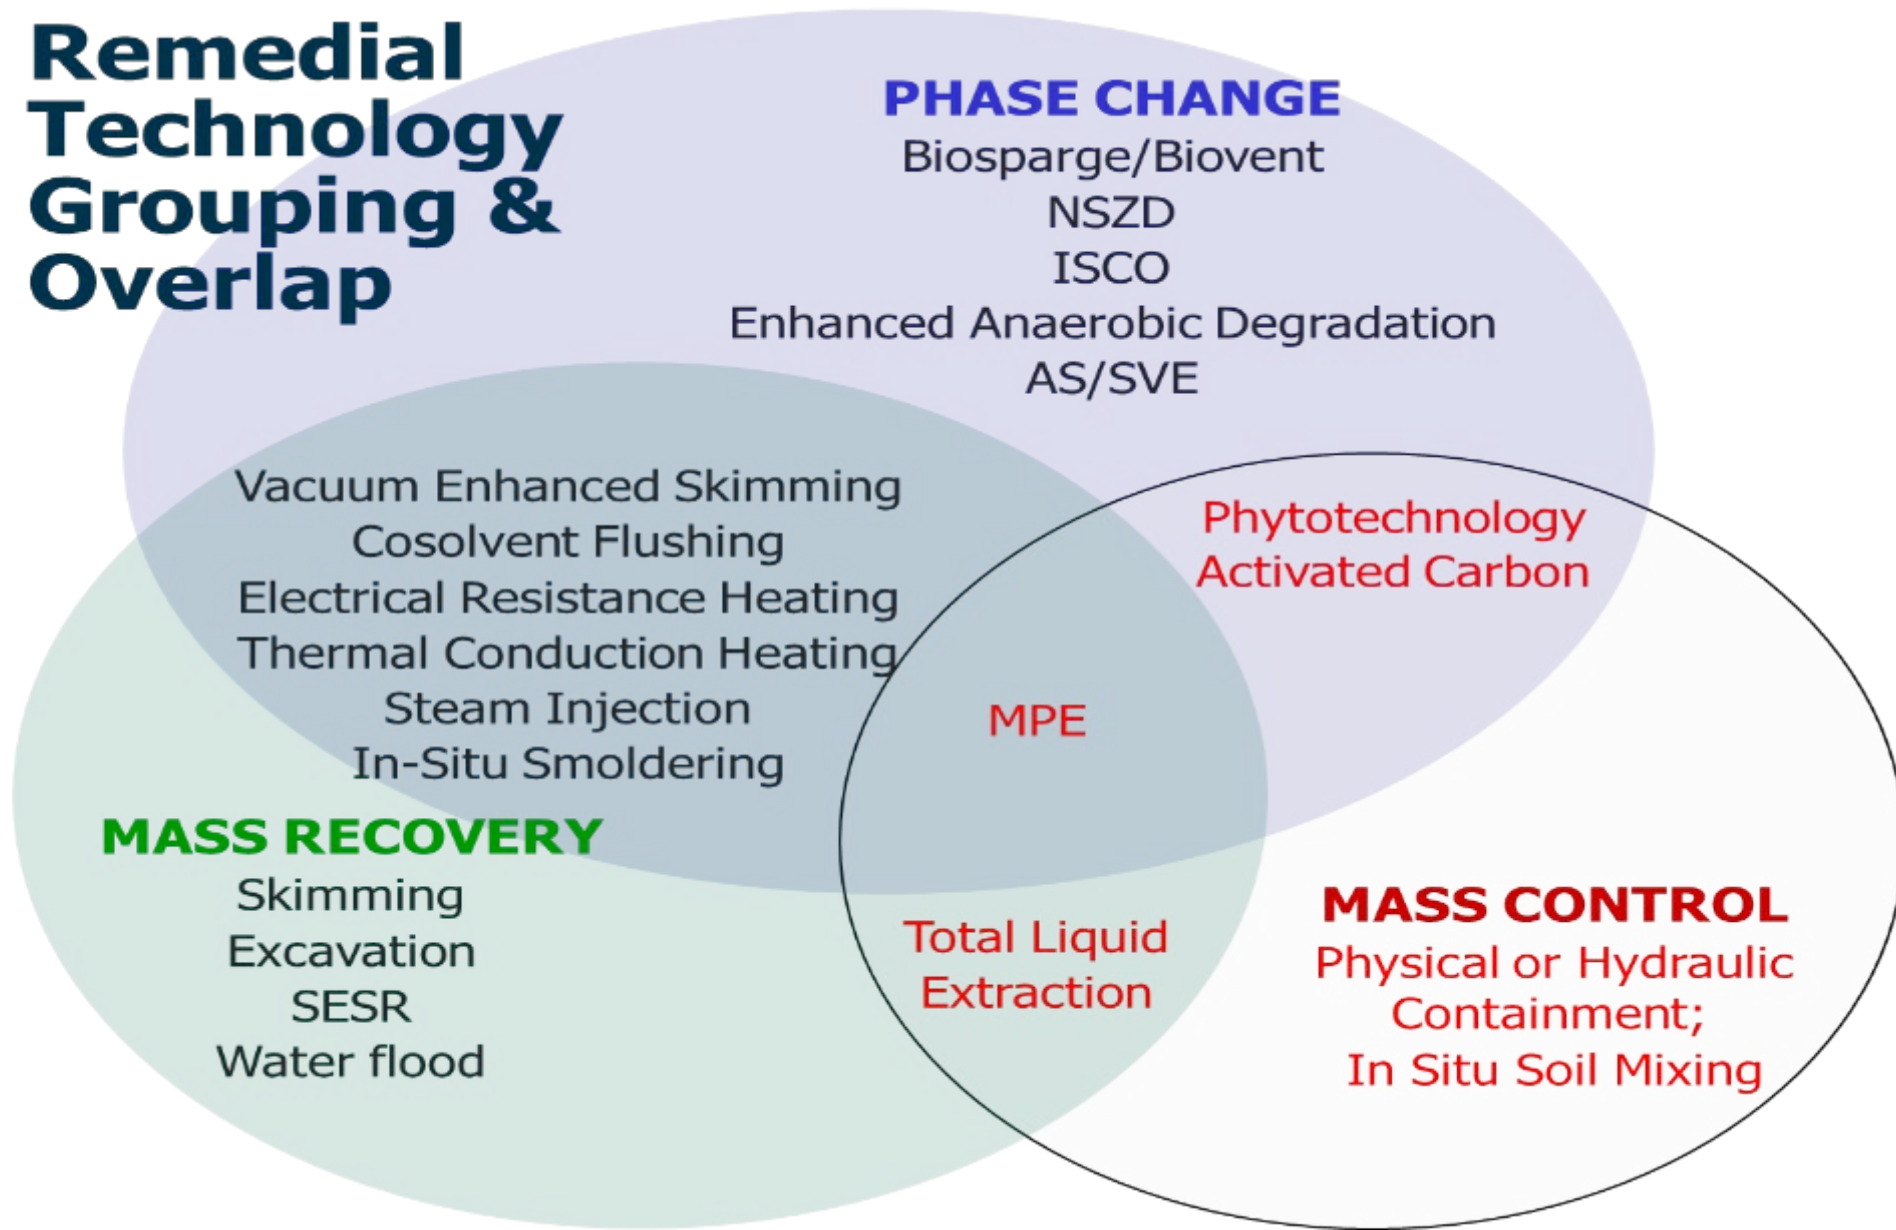 Remedial
Technology
Grouping &
Overlap
PHASE CHANGE
Biosparge/Biovent
NSZD
ISCO
Enhanced Anaerobic Degradation
AS/SVE
Vacuum Enhanced Skimming
Cosolvent Flushing
Electrical Resistance Heating
Thermal Conduction Heating
Steam Injection
In-Situ Smoldering
Phytotechnology
Activated Carbon
MPE
MASS RECOVERY
Skimming
Excavation
SESR
Water flood
Total Liquid
Extraction
MASS CONTROL
Physical or Hydraulic
Containment;
In Situ Soil Mixing